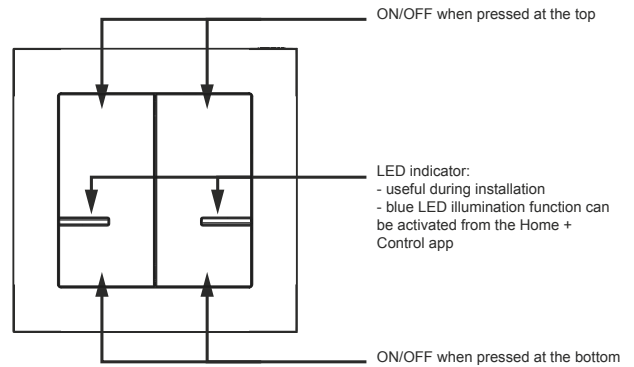 ON/OFF when pressed at the top
LED indicator:
- useful during installation
- blue LED illumination function can
be activated from the Home +
Control app
ON/OFF when pressed at the bottom